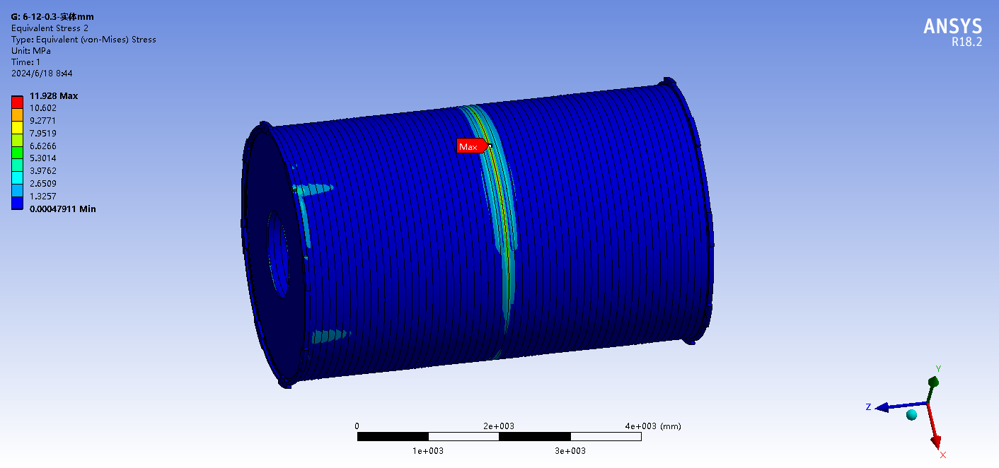 G: 6-12-0.3-实体mm
Equivalent Stress 2
Type: Equivalent (von-Mises) Stress
Unit: MPa
Time: 1
2024/6/18 8:44
ANSYS
R18.2
11.928 Max
10.602
9.2771
7.9519
6.6266
5.3014
3.9762
2.6509
1.3257
0.00047911 Min
Max
0
2e+003
4e+003 (mm)
1e+003
3e+003
Y
Z
X